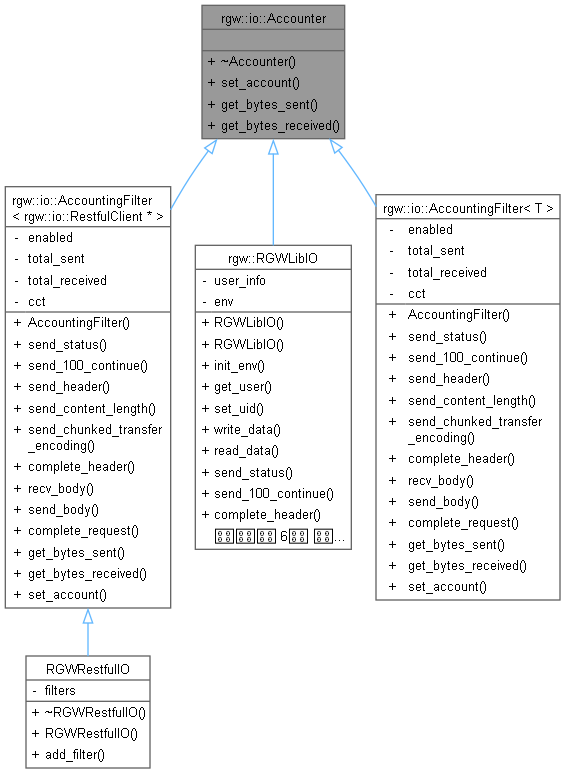 rgw::io::Accounter
+ ~Accounter()
+ set_account()
+ get_bytes_sent()
+ get_bytes_received()
rgw::io::AccountingFilter
< rgw::io::RestfulClient * >
- enabled
- total_sent
- total_received
- cct
+ AccountingFilter()
+ send_status()
+ send_100_continue()
+ send_header()
+ send_content_length()
+ send_chunked_transfer
_encoding()
+ complete_header()
+ recv_body()
+ send_body()
+ complete_request()
+ get_bytes_sent()
+ get_bytes_received()
+ set_account()
rgw::RGWLibIO
- user_info
- env
+ RGWLibIO()
+ RGWLibIO()
+ init_env()
+ get_user()
+ set_uid()
+ write_data()
+ read_data()
+ send_status()
+ send_100_continue()
+ complete_header()
6
...
rgw::io::AccountingFilter< T >
- enabled
- total_sent
- total_received
- cct
+ AccountingFilter()
+ send_status()
+ send_100_continue()
+ send_header()
+ send_content_length()
+ send_chunked_transfer
_encoding()
+ complete_header()
+ recv_body()
+ send_body()
+ complete_request()
+ get_bytes_sent()
+ get_bytes_received()
+ set_account()
RGWRestfulIO
- filters
+ ~RGWRestfulIO()
+ RGWRestfulIO()
+ add_filter()